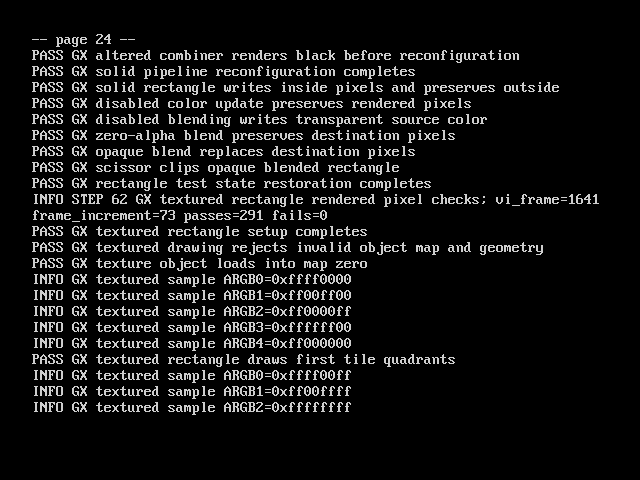 -- page 24 --
PASS GX altered combiner renders black before reconfiguration
PASS GX solid pipeline reconfiguration completes
PASS GX solid rectangle writes inside pixels and preserves outside
PASS GX disabled color update preserves rendered pixels
PASS GX disabled blending writes transparent source color
PASS GX zero-alpha blend preserves destination pixels
PASS GX opaque blend replaces destination pixels
PASS GX scissor clips opaque blended rectangle
PASS GX rectangle test state restoration completes
INFO STEP 62 GX textured rectangle rendered pixel checks; vi_frame=1641
frame_increment=73 passes=291 fails=0
PASS GX textured rectangle setup completes
PASS GX textured drawing rejects invalid object map and geometry
PASS GX texture object loads into map zero
INFO GX textured sample ARGB0=0xffff0000
INFO GX textured sample ARGB1=0xff00ff00
INFO GX textured sample ARGB2=0xff0000ff
INFO GX textured sample ARGB3=0xffffff00
INFO GX textured sample ARGB4=0xff000000
PASS GX textured rectangle draws first tile quadrants
INFO GX textured sample ARGB0=0xffff00ff
INFO GX textured sample ARGB1=0xff00ffff
INFO GX textured sample ARGB2=0xffffffff